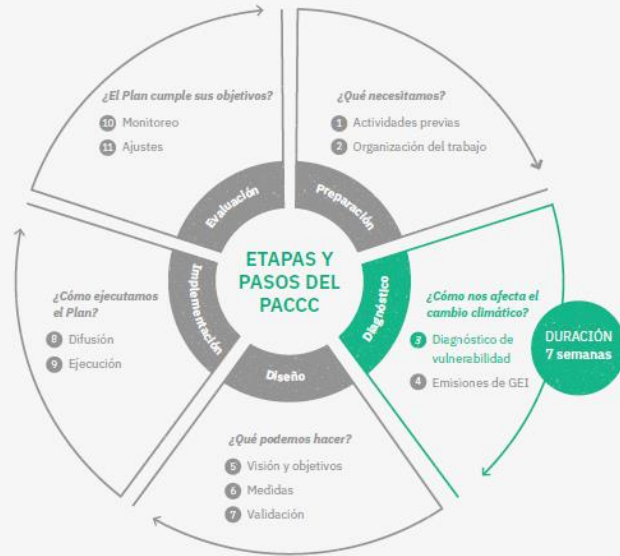 ETAPAS Y
PASOS DEL
PACCC
Preparación
¿Qué necesitamos?
1 Actividades previas
2 Organización del trabajo
Diagnóstico
¿Cómo nos afecta el
cambio climático?
3 Diagnóstico de
vulnerabilidad
4 Emisiones de GEI
DURACIÓN
7 semanas
Diseño
¿Qué podemos hacer?
5 Visión y objetivos
6 Medidas
7 Validación
Implementación
¿Cómo ejecutamos
el Plan?
8 Difusión
9 Ejecución
Evaluación
¿El Plan cumple sus objetivos?
10 Monitoreo
11 Ajustes